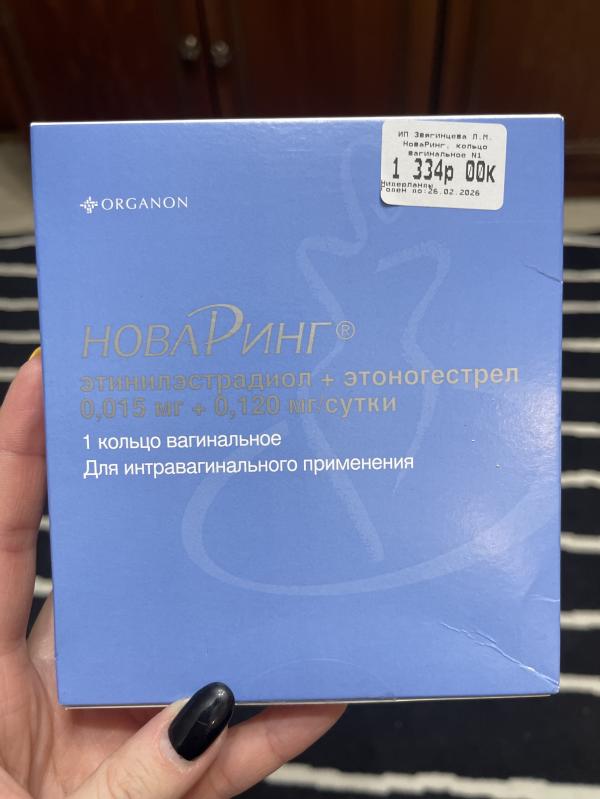 ИП Звягинцева Л.М.
НоваРинг, кольцо
вагинальное N1
1 334р 00к
Нидерланды
Годен до:26.02.2026
ORGANON
НОВАРИНГ®
этинилэстрадиол + этоногестрел
0,015 мг + 0,120 мг/сутки
1 кольцо вагинальное
Для интравагинального применения